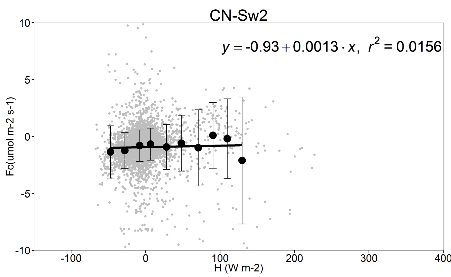 CN-Sw2
y = -0.93 + 0.0013 · x, r² = 0.0156
10
5
0
-5
-10
Fc(umol m-2 s-1)
-100 0 100 200 300 400
H (W m-2)